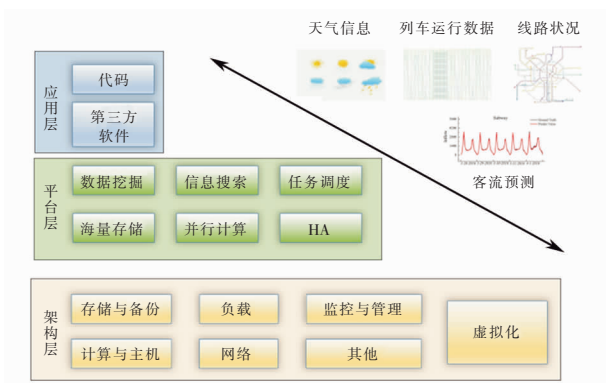 天气信息 列车运行数据 线路状况
应用层
代码
第三方
软件
Subway
客流预测
平台层
数据挖掘 信息搜索 任务调度
海量存储 并行计算 HA
架构层
存储与备份 负载 监控与管理
虚拟化
计算与主机 网络 其他